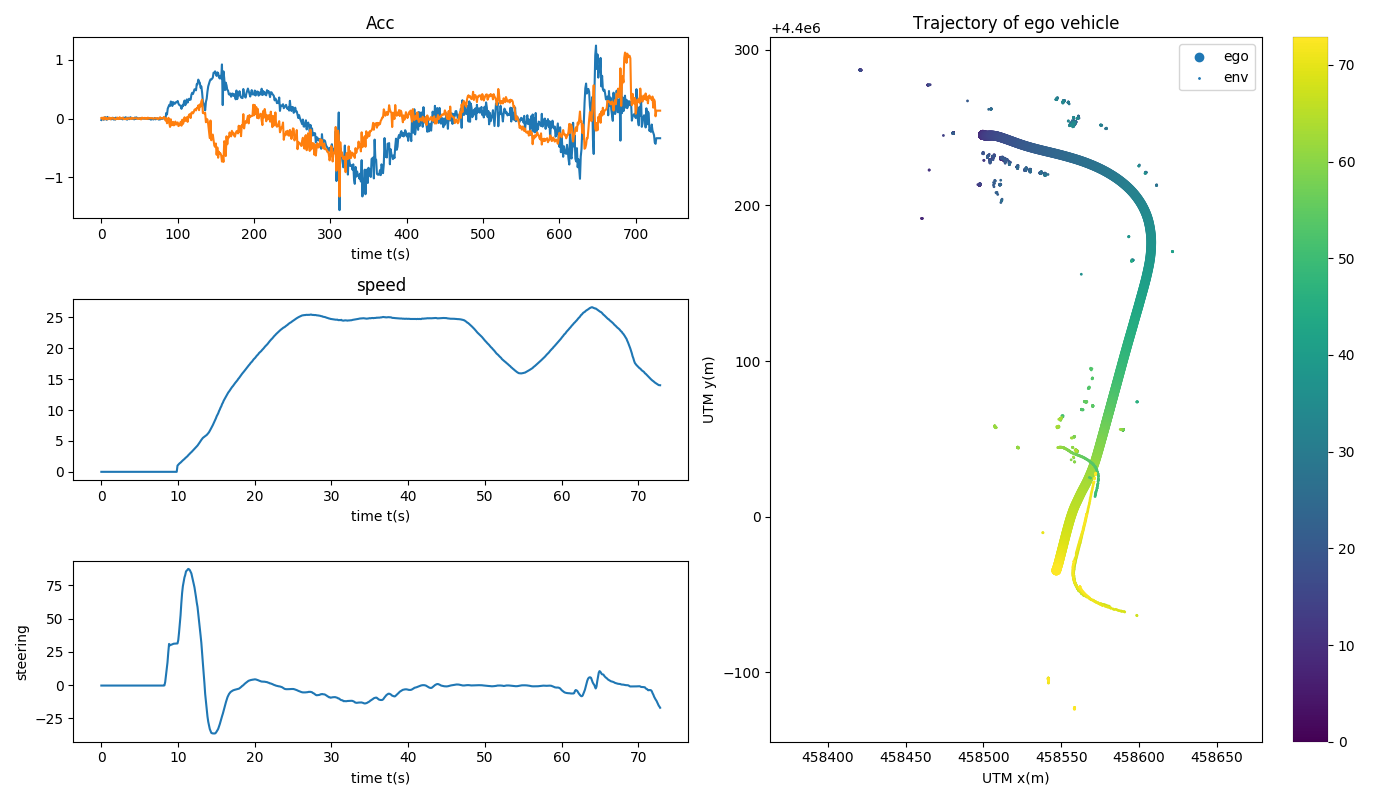 Acc
1
0
−1
0 100 200 300 400 500 600 700
time t(s)
speed
25
20
15
10
5
0
0 10 20 30 40 50 60 70
time t(s)
steering
75
50
25
0
−25
0 10 20 30 40 50 60 70
time t(s)
Trajectory of ego vehicle
+4.4e6
ego
env
UTM y(m)
300
200
100
0
−100
458400 458450 458500 458550 458600 458650
UTM x(m)
70
60
50
40
30
20
10
0